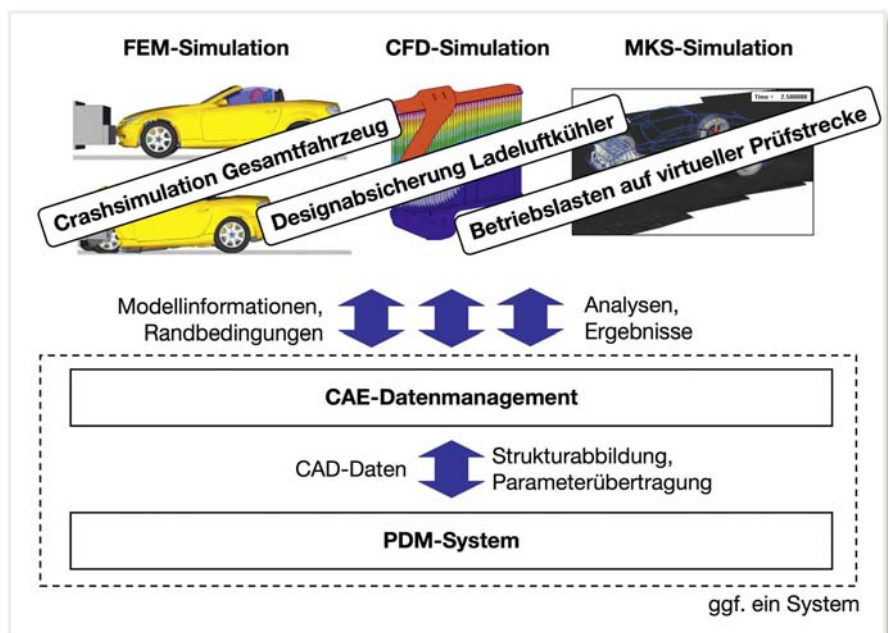 FEM-Simulation
CFD-Simulation
MKS-Simulation
Time = 2.500000
Crashsimulation Gesamtfahrzeug
Designabsicherung Ladeluftkühler
Betriebslasten auf virtueller Prüfstrecke
Modellinformationen,
Randbedingungen
Analysen,
Ergebnisse
CAE-Datenmanagement
CAD-Daten
Strukturabbildung,
Parameterübertragung
PDM-System
ggf. ein System